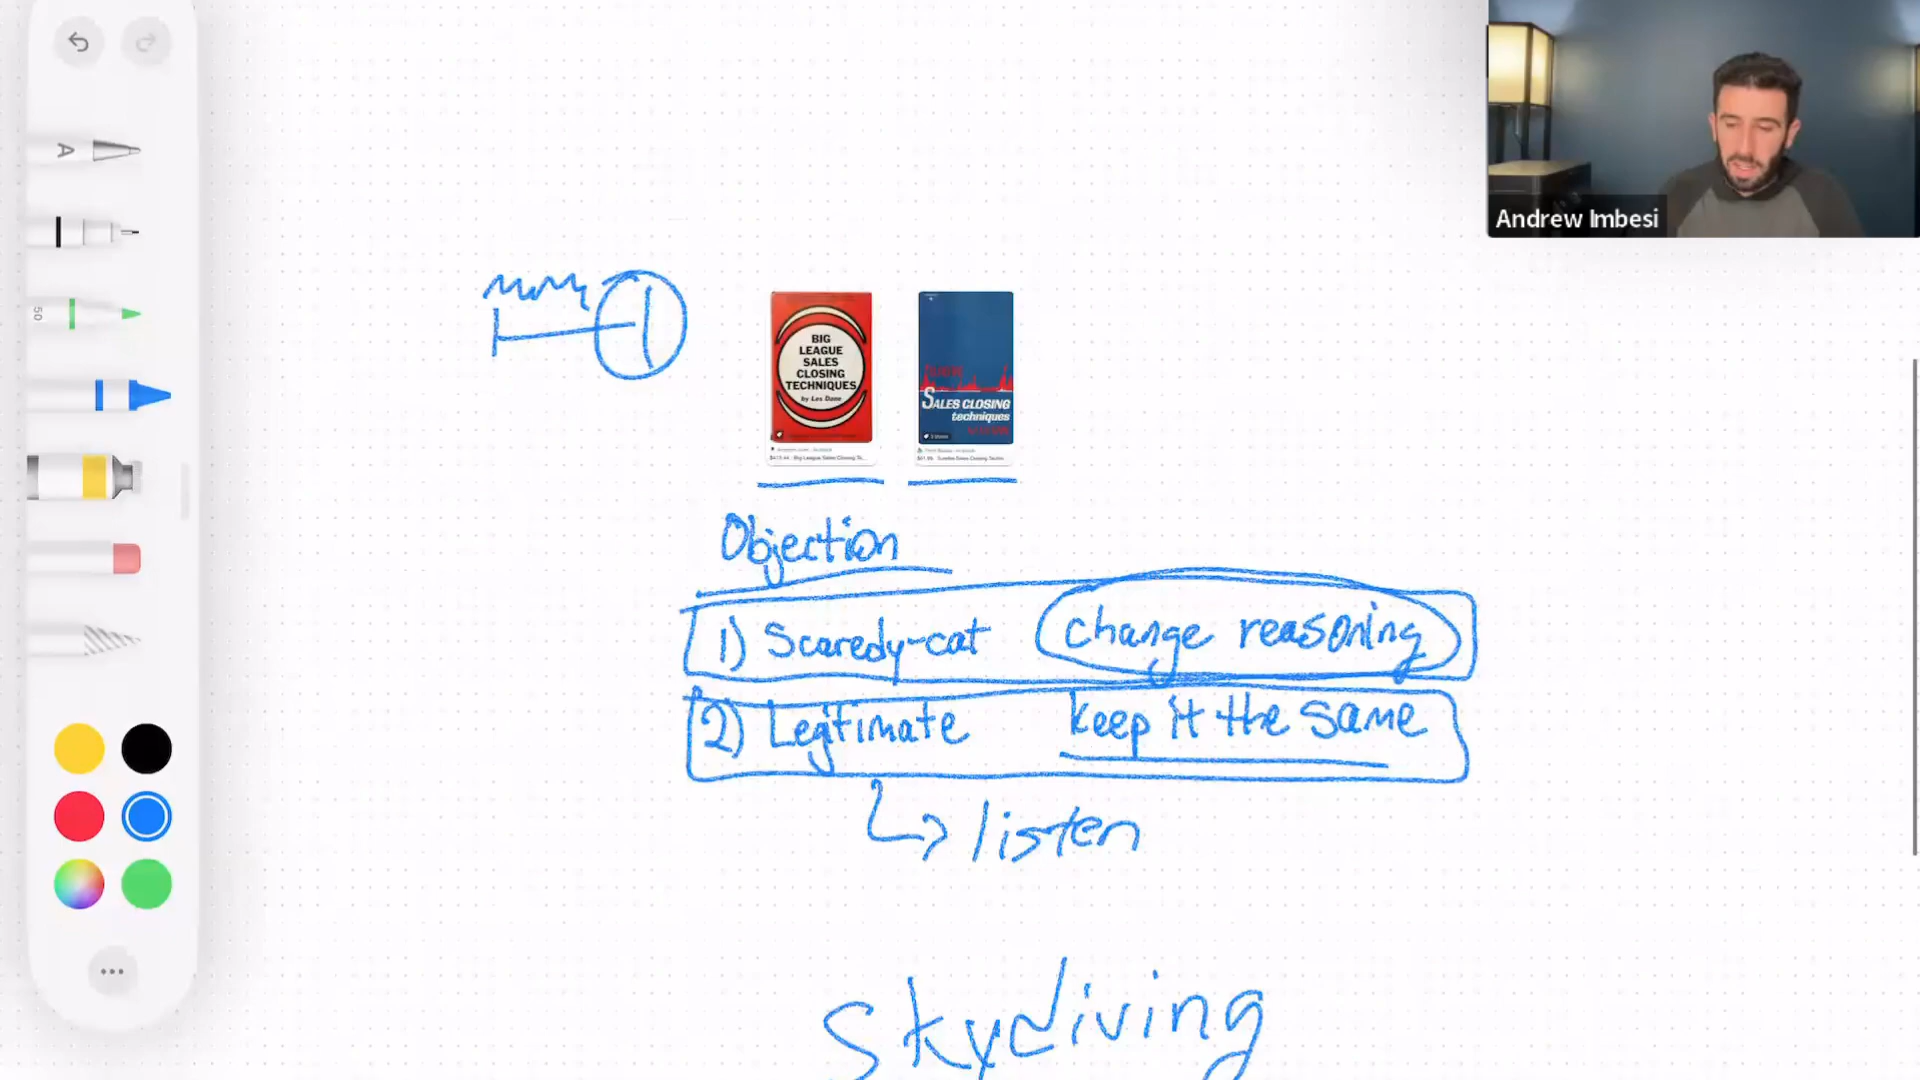 A
50
Andrew Imbesi
BIG
LEAGUE
SALES
CLOSING
TECHNIQUES
by Les Dane
SALES CLOSING
techniques
Objection
1) Scaredy-cat change reasoning
2) Legitimate keep it the same
listen
Skydiving